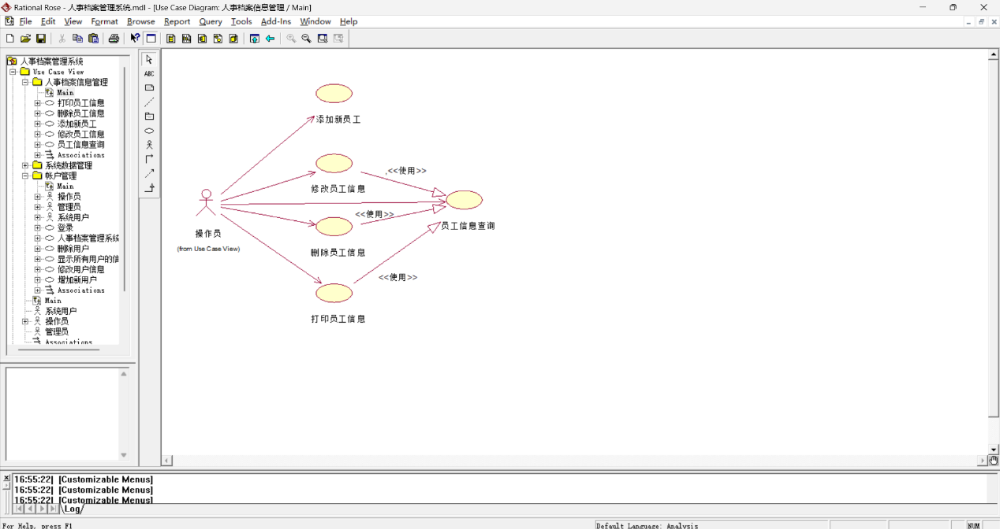 Rational Rose - 人事档案管理系统.mdl - [Use Case Diagram: 人事档案信息管理 / Main]
File Edit View Format Browse Report Query Tools Add-Ins Window Help
人事档案管理系统
Use Case View
人事档案信息管理
Main
打印员工信息
删除员工信息
添加新员工
修改员工信息
员工信息查询
Associations
系统数据管理
帐户管理
Main
操作员
管理员
系统用户
登录
人事档案管理系统
删除用户
显示所有用户的信
修改用户信息
增加新用户
Associations
Main
系统用户
操作员
管理员
Associations
ABC
添加新员工
修改员工信息
<<使用>>
员工信息查询
<<使用>>
操作员
(from Use Case View)
删除员工信息
<<使用>>
打印员工信息
16:55:22| [Customizable Menus]
16:55:22| [Customizable Menus]
16:55:22| [Customizable Menus]
Log
For Help, press F1
Default Language: Analysis
NUM